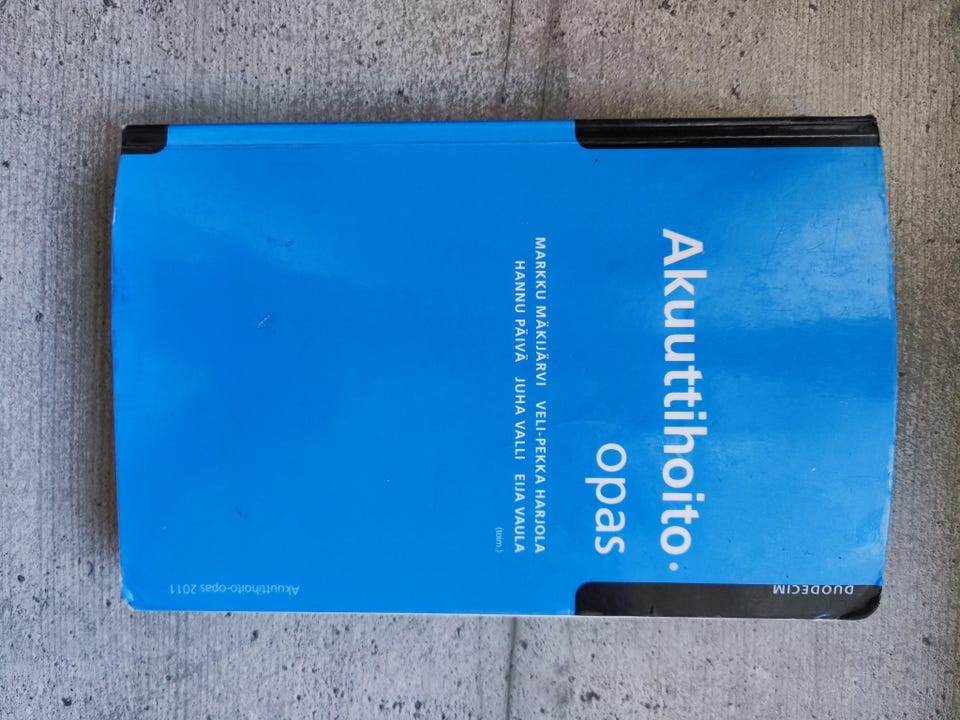 Akuuttihoito·
opas
MARKKU MÄKIJÄRVI VELI-PEKKA HARJOLA
HANNU PÄIVÄ JUHA VALLI EIJA VAULA
(toim.)
DUODECIM
Akuuttihoito-opas 2011